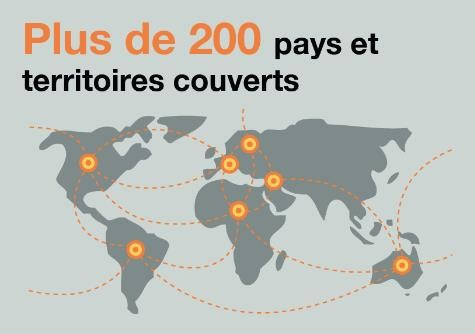 Plus de 200 pays et
territoires couverts